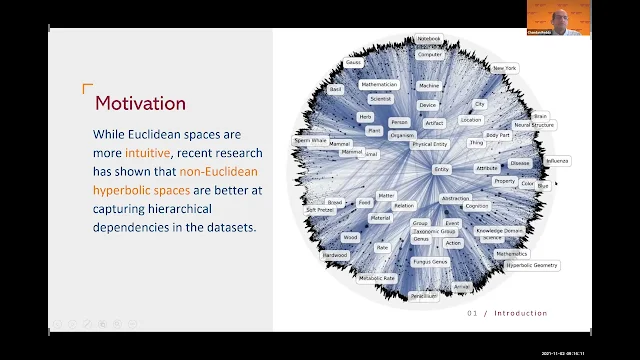 Motivation
While Euclidean spaces are
more intuitive, recent research
has shown that non-Euclidean
hyperbolic spaces are better at
capturing hierarchical
dependencies in the datasets.
Notebook
Computer
Gauss
New York
Basil
Mathematician
Machine
Scientist
Device
City
Herb
Person
Artifact
Location
Brain
Neural Structure
Plant
Organism
Body Part
Sperm Whale
Mammal
Physical Entity
Thing
Mammal
Disease
Influenza
Entity
Attribute
Property
Blue
Matter
Abstraction
Bread
Food
Relation
Cognition
Soft Pretzel
Material
Group
Event
Taxonomic Group
Knowledge Domain
Wood
Genus
Action
Science
Rate
Mathematics
Hardwood
Fungus Genus
Hyperbolic Geometry
Metabolic Rate
Arrival
Penicillium
01 / Introduction
2021-11-02 09:16:11